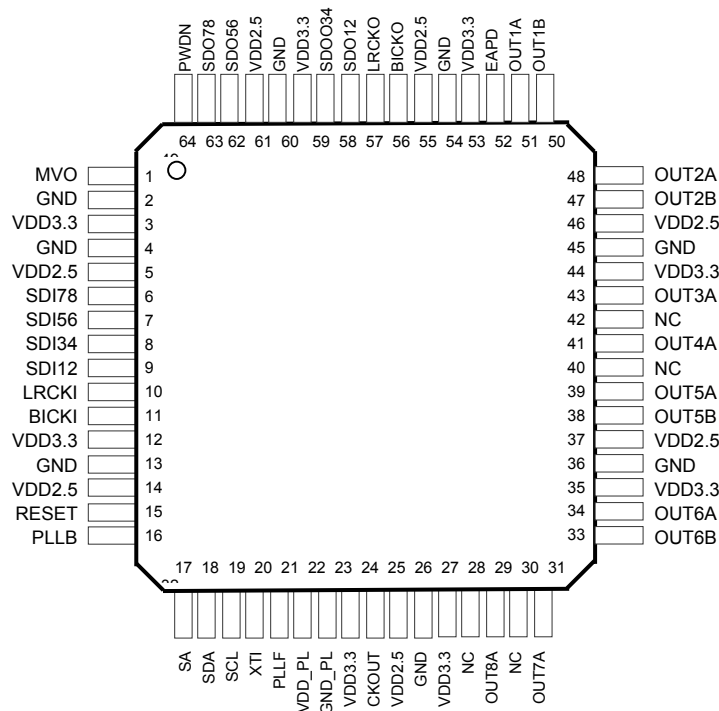 PWDN
SDO78
SDO56
VDD2.5
GND
VDD3.3
SDOO34
SDO12
LRCKO
BICKO
VDD2.5
GND
VDD3.3
EAPD
OUT1A
OUT1B
64 63 62 61 60 59 58 57 56 55 54 53 52 51 50
MVO 1 48 OUT2A
GND 2 47 OUT2B
VDD3.3 3 46 VDD2.5
GND 4 45 GND
VDD2.5 5 44 VDD3.3
SDI78 6 43 OUT3A
SDI56 7 42 NC
SDI34 8 41 OUT4A
SDI12 9 40 NC
LRCKI 10 39 OUT5A
BICKI 11 38 OUT5B
VDD3.3 12 37 VDD2.5
GND 13 36 GND
VDD2.5 14 35 VDD3.3
RESET 15 34 OUT6A
PLLB 16 33 OUT6B
17 18 19 20 21 22 23 24 25 26 27 28 29 30 31
SA
SDA
SCL
XTI
PLLF
VDD_PL
GND_PL
VDD3.3
CKOUT
VDD2.5
GND
VDD3.3
NC
OUT8A
NC
OUT7A